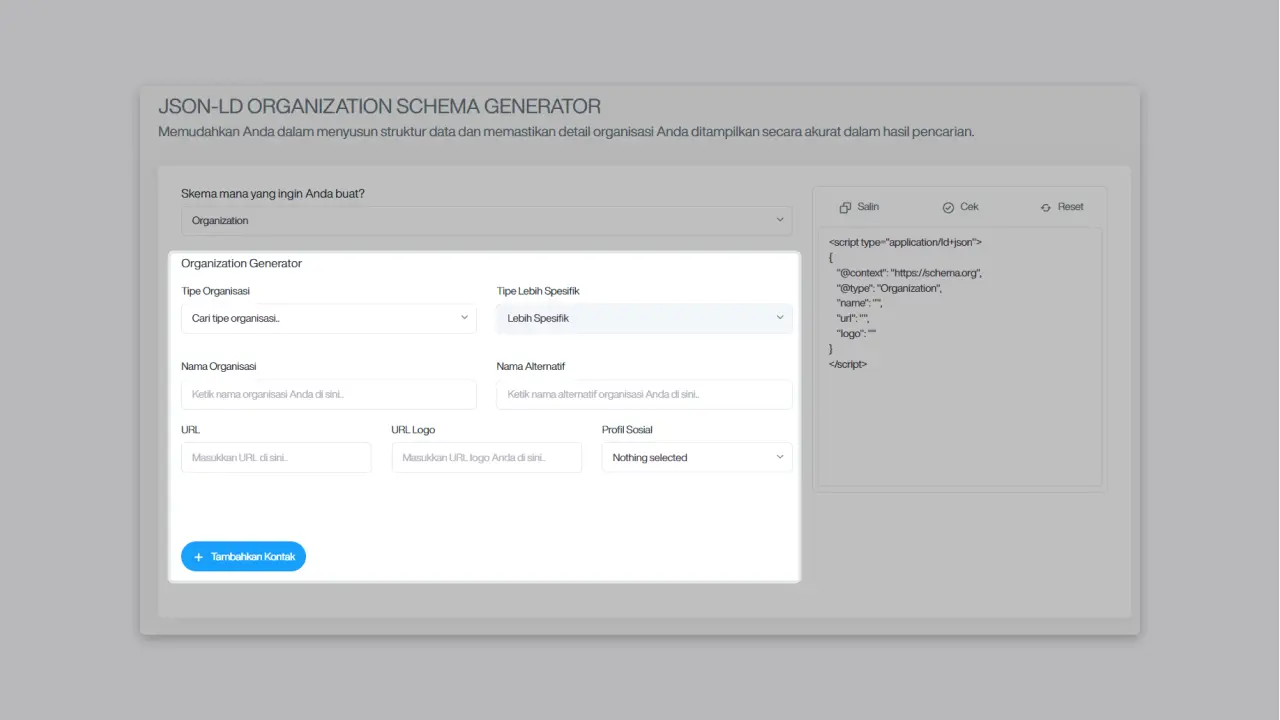 JSON-LD ORGANIZATION SCHEMA GENERATOR
Memudahkan Anda dalam menyusun struktur data dan memastikan detail organisasi Anda ditampilkan secara akurat dalam hasil pencarian.
Skema mana yang ingin Anda buat?
Organization
Organization Generator
Tipe Organisasi
Tipe Lebih Spesifik
Cari tipe organisasi..
Lebih Spesifik
Nama Organisasi
Nama Alternatif
Ketik nama organisasi Anda di sini..
Ketik nama alternatif organisasi Anda di sini..
URL
URL Logo
Profil Sosial
Masukkan URL di sini..
Masukkan URL logo Anda di sini..
Nothing selected
+ Tambahkan Kontak
Salin
Cek
Reset
<script type="application/ld+json">
{
"@context": "https://schema.org",
"@type": "Organization",
"name": "",
"url": "",
"logo": ""
}
</script>